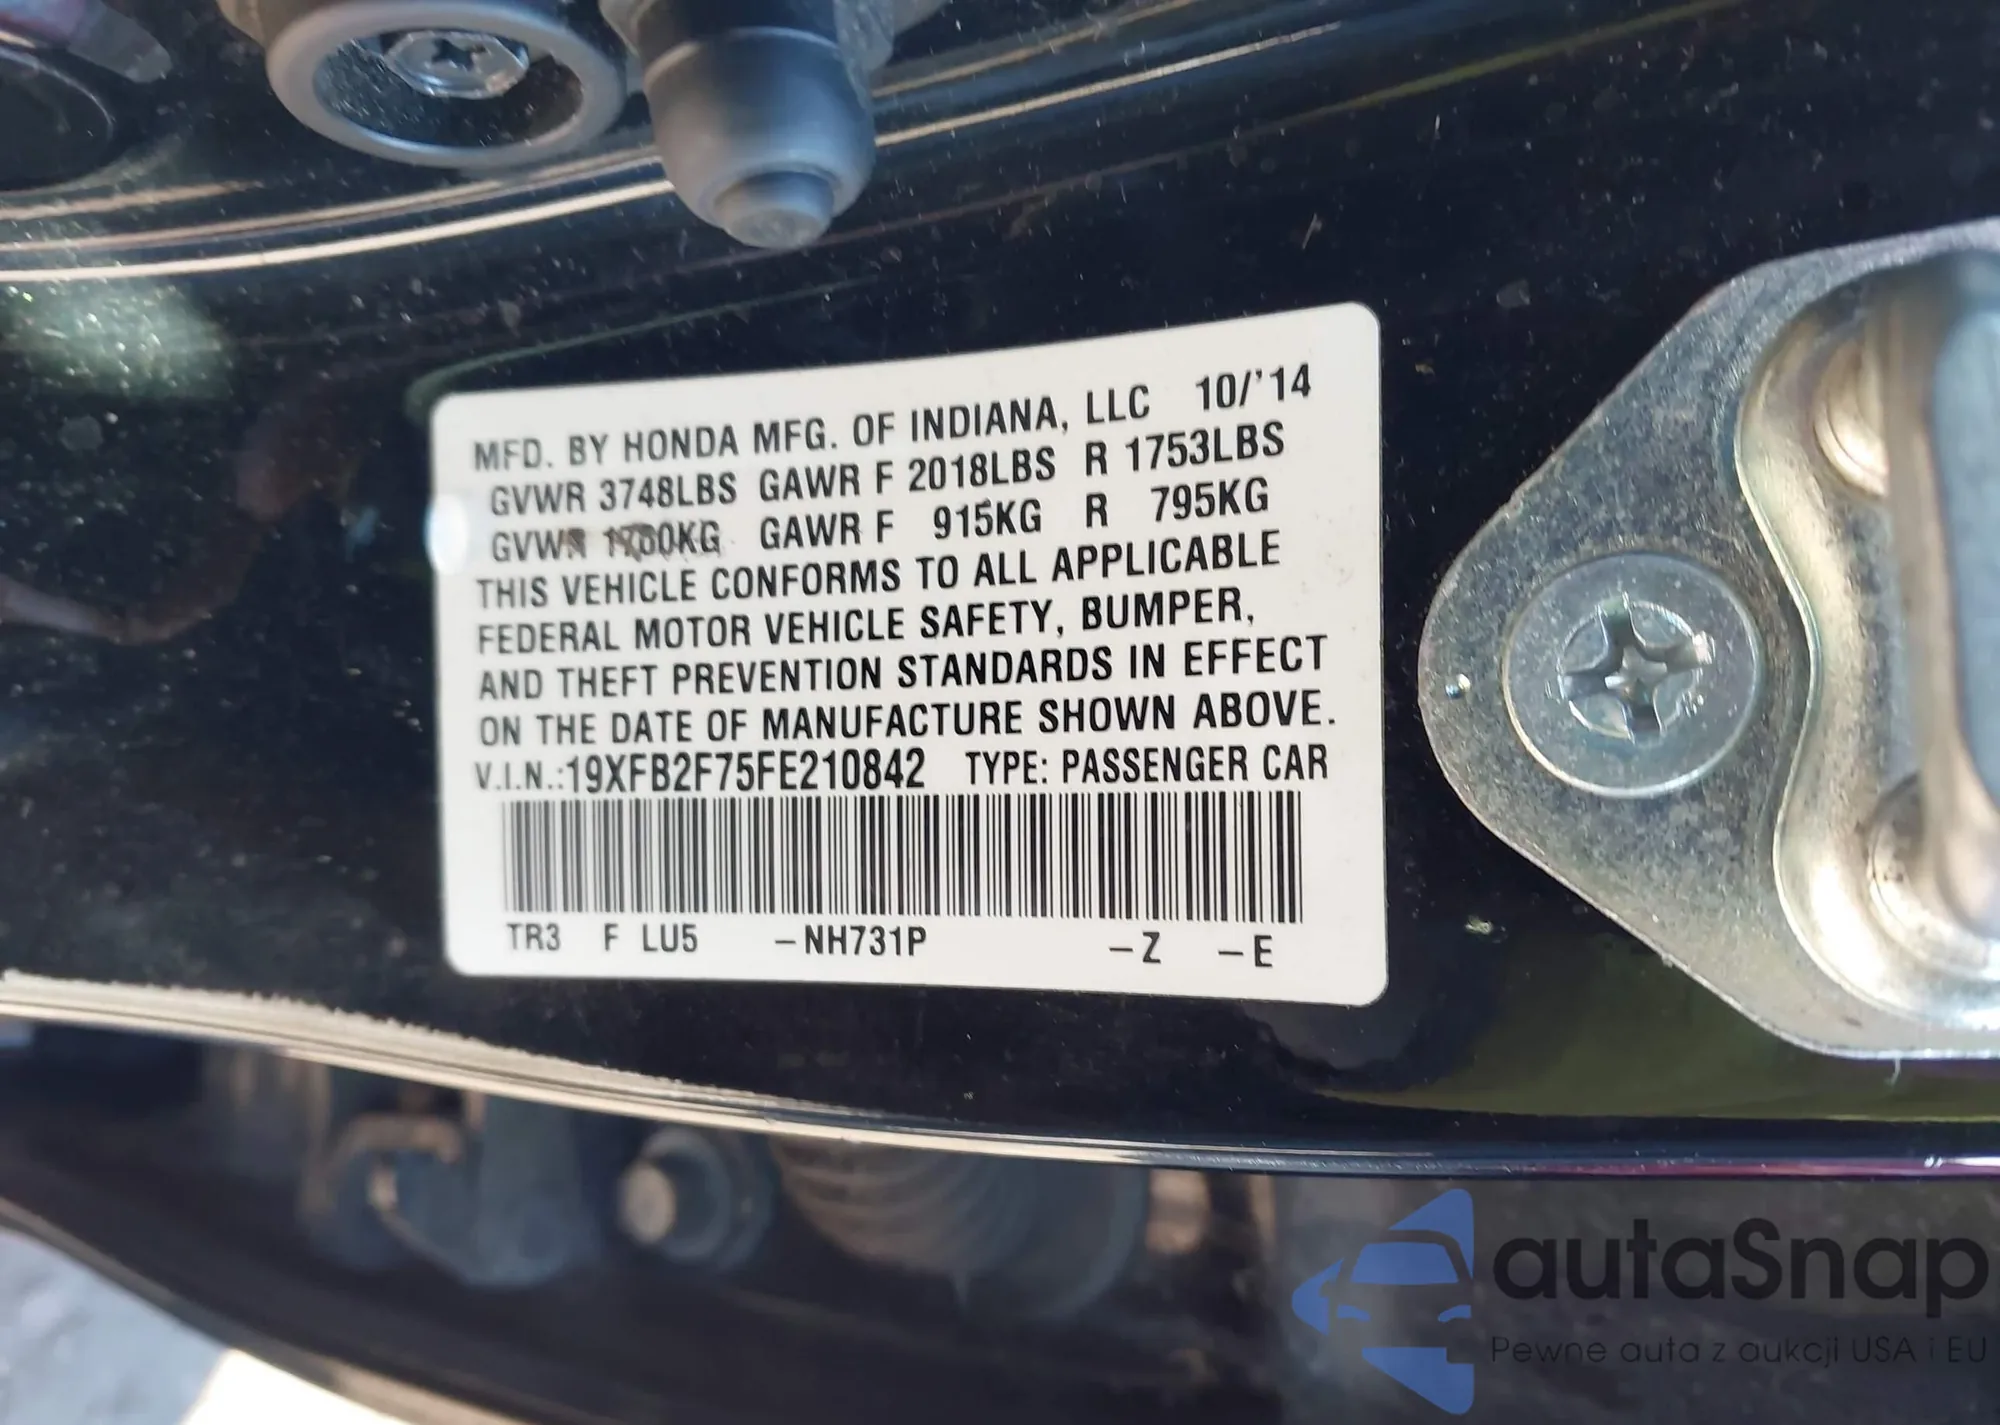 MFD. BY HONDA MFG. OF INDIANA, LLC 10/'14
GVWR 3748LBS GAWR F 2018LBS R 1753LBS
GVWR 1700KG GAWR F 915KG R 795KG
THIS VEHICLE CONFORMS TO ALL APPLICABLE
FEDERAL MOTOR VEHICLE SAFETY, BUMPER,
AND THEFT PREVENTION STANDARDS IN EFFECT
ON THE DATE OF MANUFACTURE SHOWN ABOVE.
V.I.N.:19XFB2F75FE210842 TYPE: PASSENGER CAR
TR3 F LU5 –NH731P –Z –E
autaSnap
Pewne auta z aukcji USA i EU